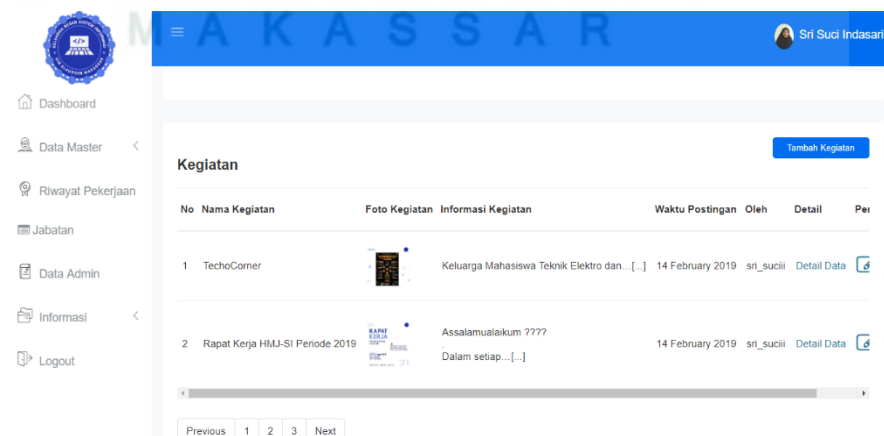 MAKASSAR
Sri Suci Indasari
Dashboard
Data Master
Riwayat Pekerjaan
Jabatan
Data Admin
Informasi
Logout
Tambah Kegiatan
Kegiatan
No Nama Kegiatan Foto Kegiatan Informasi Kegiatan Waktu Postingan Oleh Detail Per
1 TechoCorner Keluarga Mahasiswa Teknik Elektro dan...[...] 14 February 2019 sri_suciii Detail Data
RAPAT
KERJA
2 Rapat Kerja HMJ-SI Periode 2019 Assalamualaikum ???? 14 February 2019 sri_suciii Detail Data
.
Dalam setiap...[...]
Previous 1 2 3 Next